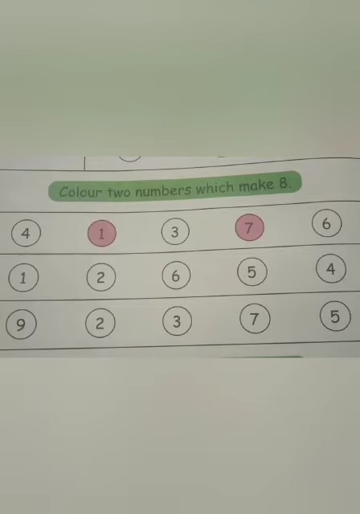 Colour two numbers which make 8.
4 1 3 7 6
1 2 6 5 4
9 2 3 7 5